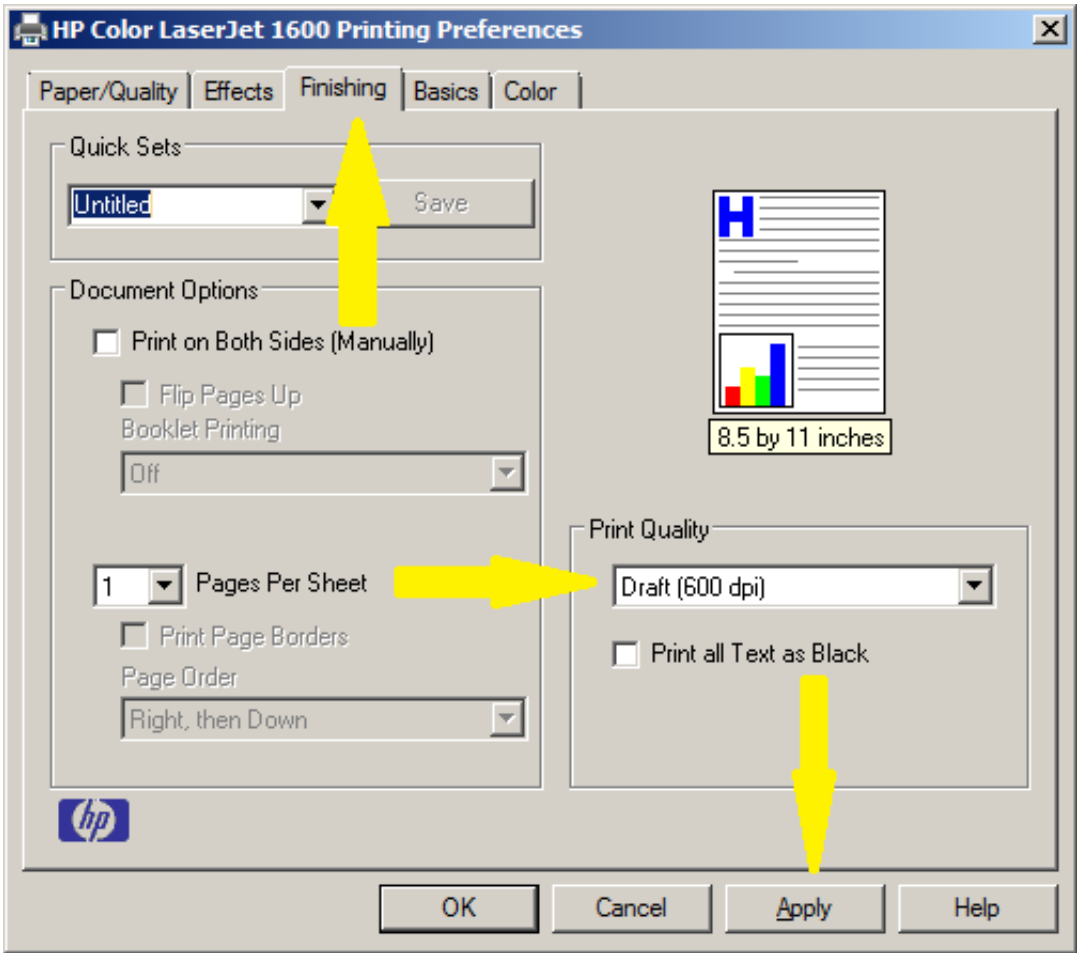 HP Color LaserJet 1600 Printing Preferences
Paper/Quality Effects Finishing Basics Color
Quick Sets
Untitled Save
Document Options
Print on Both Sides (Manually)
Flip Pages Up
Booklet Printing
Off
1 Pages Per Sheet
Print Page Borders
Page Order
Right, then Down
H
8.5 by 11 inches
Print Quality
Draft (600 dpi)
Print all Text as Black
hp
OK Cancel Apply Help